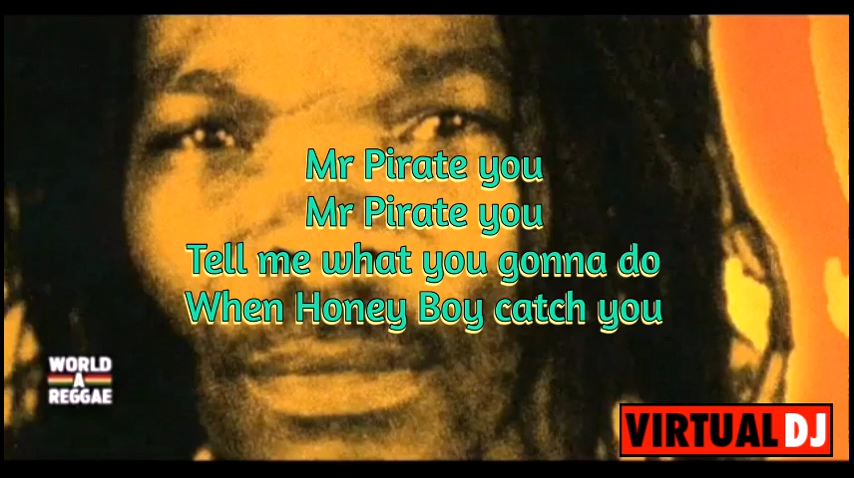 Mr Pirate you
Mr Pirate you
Tell me what you gonna do
When Honey Boy catch you
WORLD
A
REGGAE
VIRTUAL DJ